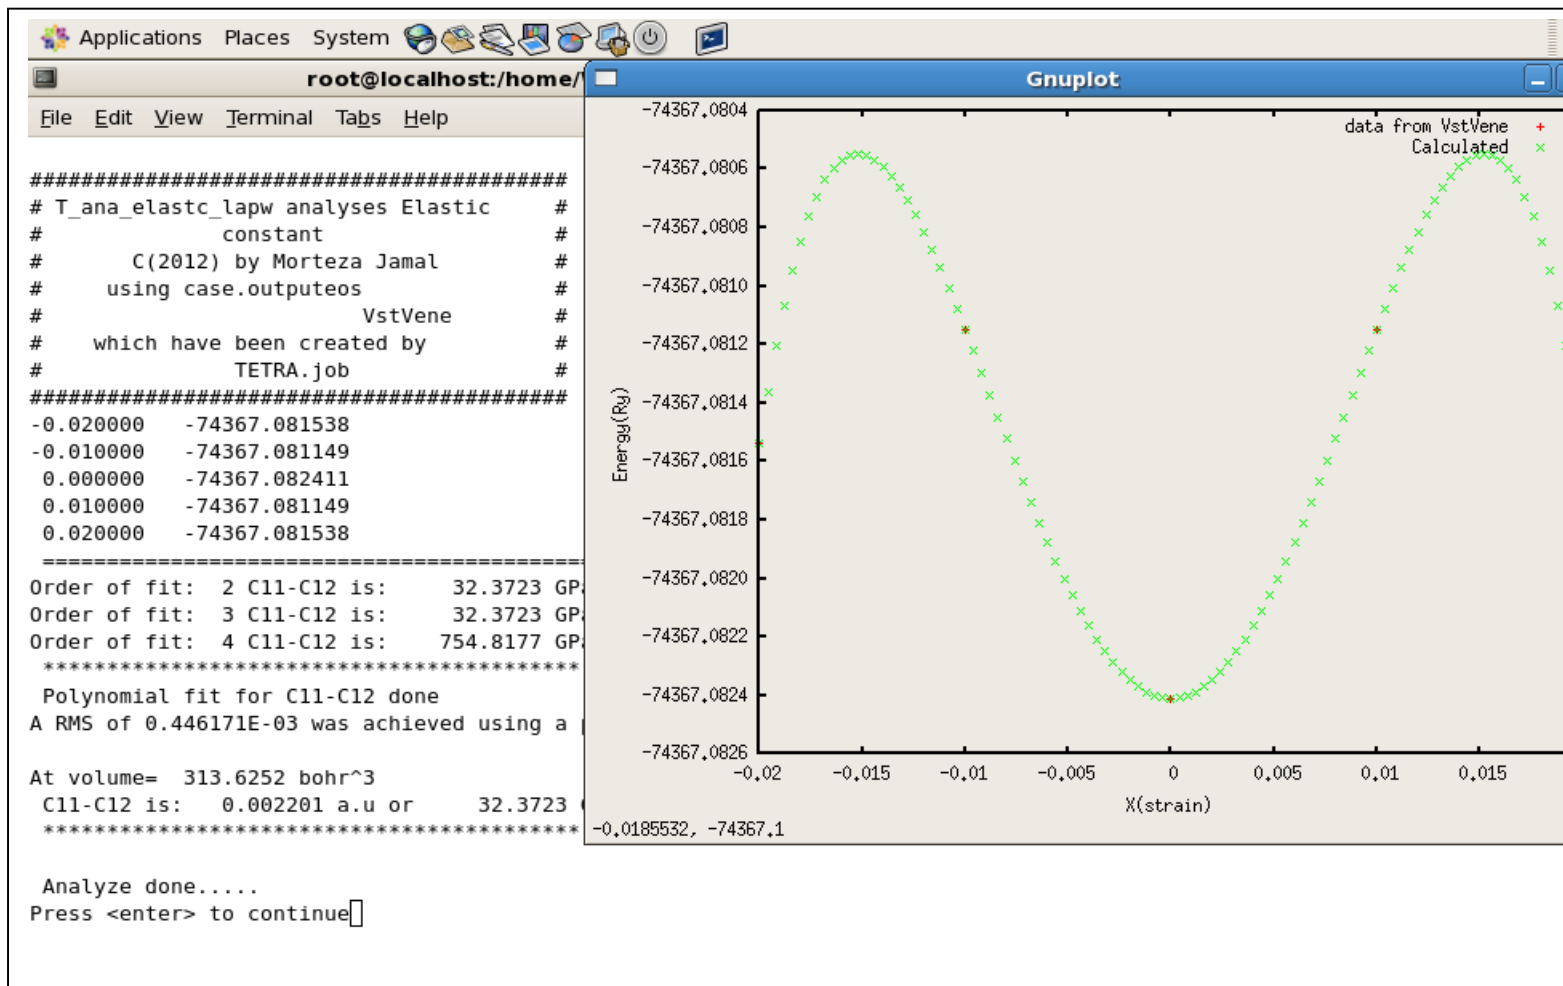 Applications Places System
root@localhost:/home/
File Edit View Terminal Tabs Help
###########################################
# T_ana_elastc_lapw analyses Elastic #
# constant #
# C(2012) by Morteza Jamal #
# using case.outputeos #
# VstVene #
# which have been created by #
# TETRA.job #
###########################################
-0.020000 -74367.081538
-0.010000 -74367.081149
0.000000 -74367.082411
0.010000 -74367.081149
0.020000 -74367.081538
==========================================
Order of fit: 2 C11-C12 is: 32.3723 GP
Order of fit: 3 C11-C12 is: 32.3723 GP
Order of fit: 4 C11-C12 is: 754.8177 GP
******************************************
Polynomial fit for C11-C12 done
A RMS of 0.446171E-03 was achieved using a
At volume= 313.6252 bohr^3
C11-C12 is: 0.002201 a.u or 32.3723
******************************************
Analyze done.....
Press <enter> to continue
Gnuplot
-74367.0804
-74367.0806
-74367.0808
-74367.0810
-74367.0812
-74367.0814
-74367.0816
-74367.0818
-74367.0820
-74367.0822
-74367.0824
-74367.0826
Energy(Ry)
data from VstVene
Calculated
-0.02 -0.015 -0.01 -0.005 0 0.005 0.01 0.015
X(strain)
-0.0185532, -74367.1